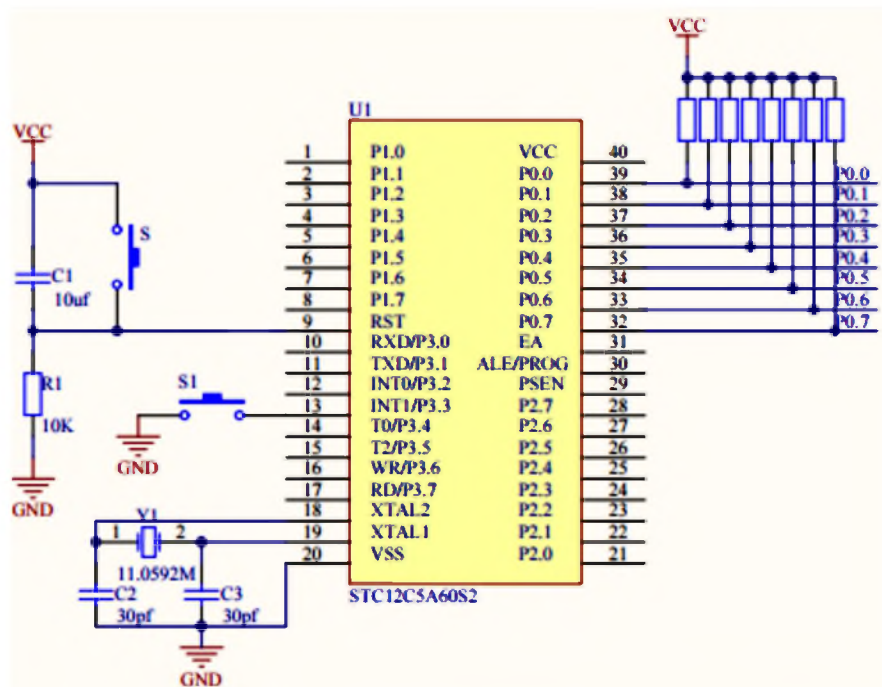 VCC
U1
VCC
1 P1.0 VCC 40
2 P1.1 P0.0 39 P0.0
3 P1.2 P0.1 38 P0.1
4 P1.3 P0.2 37 P0.2
5 P1.4 P0.3 36 P0.3
6 P1.5 P0.4 35 P0.4
7 P1.6 P0.5 34 P0.5
8 P1.7 P0.6 33 P0.6
9 RST P0.7 32 P0.7
10 RXD/P3.0 EA 31
11 TXD/P3.1 ALE/PROG 30
12 INT0/P3.2 PSEN 29
13 INT1/P3.3 P2.7 28
14 T0/P3.4 P2.6 27
15 T2/P3.5 P2.5 26
16 WR/P3.6 P2.4 25
17 RD/P3.7 P2.3 24
18 XTAL2 P2.2 23
19 XTAL1 P2.1 22
20 VSS P2.0 21
STC12C5A60S2
S
C1
10uf
R1
10K
GND
S1
GND
1 Y1 2
11.0592M
C2
30pf
C3
30pf
GND